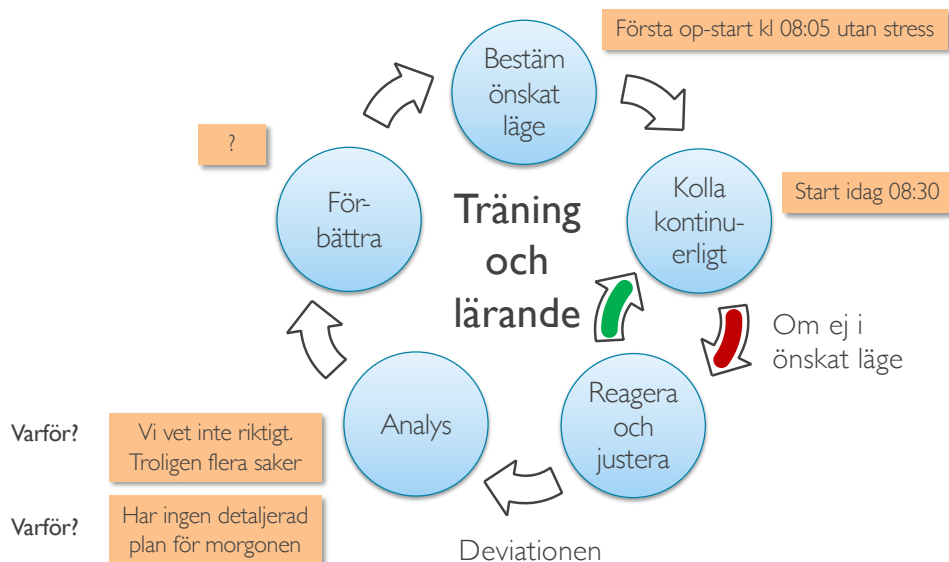 Första op-start kl 08:05 utan stress
Bestäm
önskat
läge
?
För-
bättra
Träning
och
lärande
Kolla
kontinu-
erligt
Start idag 08:30
Om ej i
önskat läge
Reagera
och
justera
Analys
Varför?
Vi vet inte riktigt.
Troligen flera saker
Varför?
Har ingen detaljerad
plan för morgonen
Deviationen